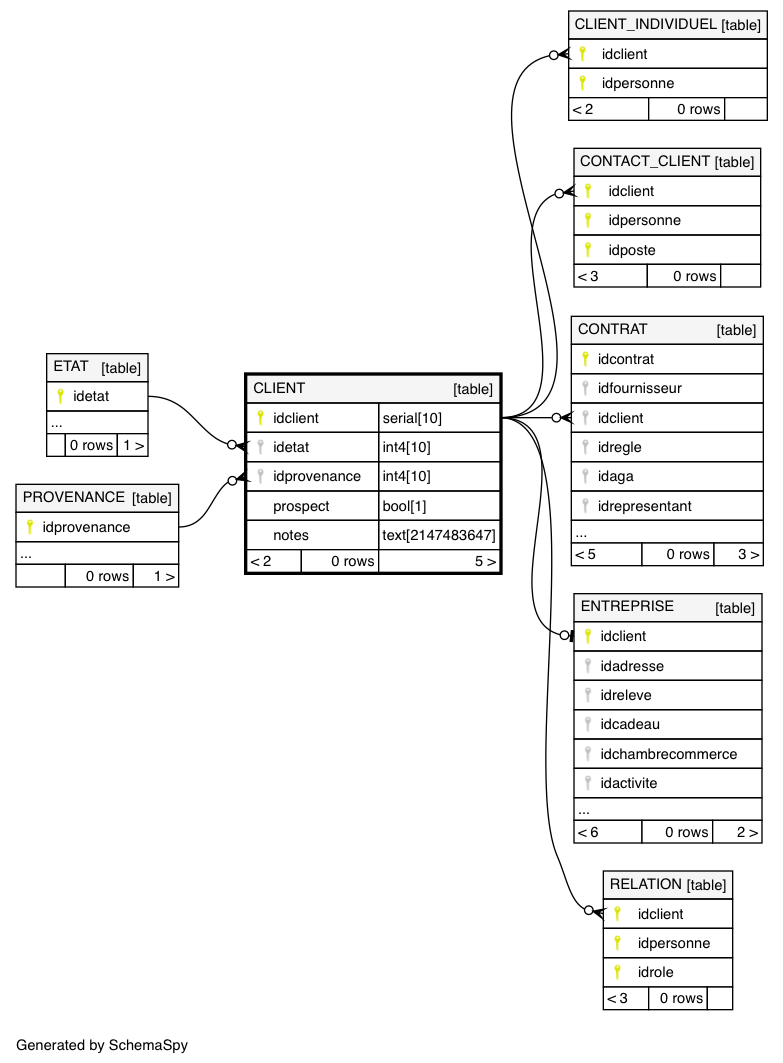 CLIENT_INDIVIDUEL [table]
idclient
idpersonne
< 2 0 rows
CONTACT_CLIENT [table]
idclient
idpersonne
idposte
< 3 0 rows
CONTRAT [table]
idcontrat
idfournisseur
idclient
idregle
idaga
idrepresentant
...
< 5 0 rows 3 >
ETAT [table]
idetat
...
0 rows 1 >
CLIENT [table]
idclient serial[10]
idetat int4[10]
idprovenance int4[10]
prospect bool[1]
notes text[2147483647]
< 2 0 rows 5 >
PROVENANCE [table]
idprovenance
...
0 rows 1 >
ENTREPRISE [table]
idclient
idadresse
idreleve
idcadeau
idchambrecommerce
idactivite
...
< 6 0 rows 2 >
RELATION [table]
idclient
idpersonne
idrole
< 3 0 rows
Generated by SchemaSpy